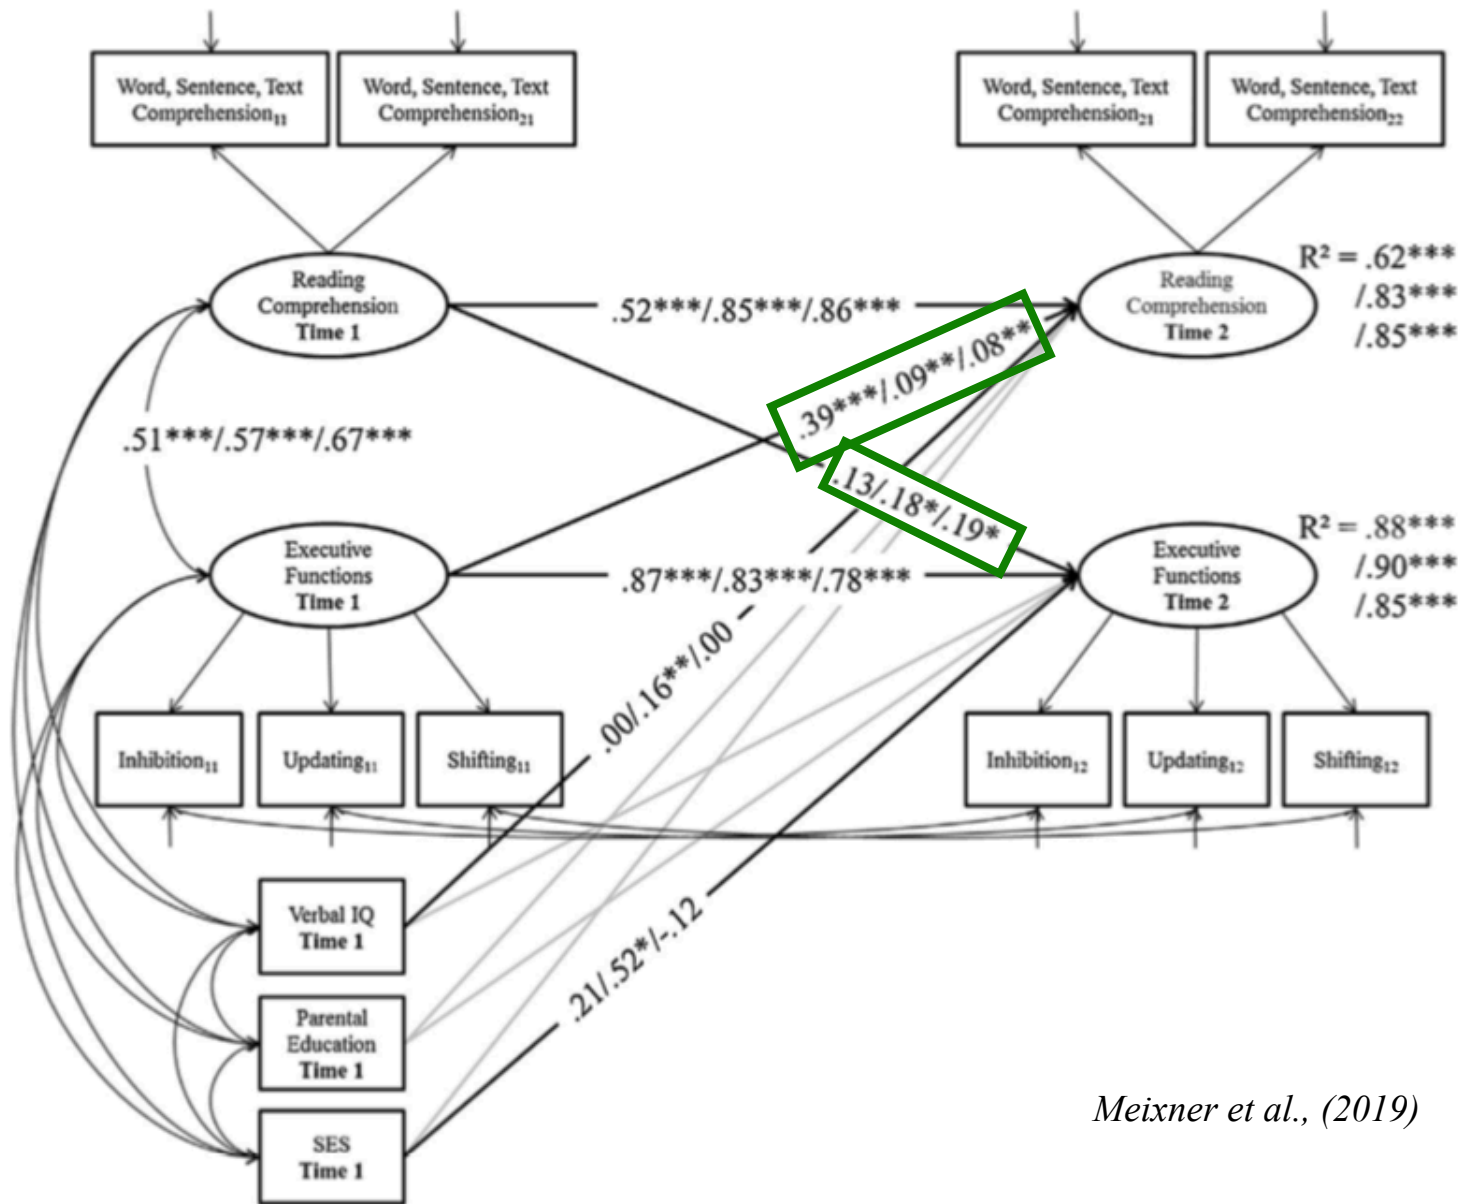 Word, Sentence, Text
Comprehension₁₁
Word, Sentence, Text
Comprehension₂₁
Word, Sentence, Text
Comprehension₂₁
Word, Sentence, Text
Comprehension₂₂
Reading
Comprehension
Time 1
.52***/.85***/.86***
Reading
Comprehension
Time 2
R² = .62***
/.83***
/.85***
.39***/.09**/.08**
.51***/.57***/.67***
.13/.18*/.19*
Executive
Functions
Time 1
.87***/.83***/.78***
Executive
Functions
Time 2
R² = .88***
/.90***
/.85***
.00/.16**/.00
Inhibition₁₁
Updating₁₁
Shifting₁₁
Inhibition₁₂
Updating₁₂
Shifting₁₂
Verbal IQ
Time 1
.21/.52*/-.12
Parental
Education
Time 1
SES
Time 1
Meixner et al., (2019)